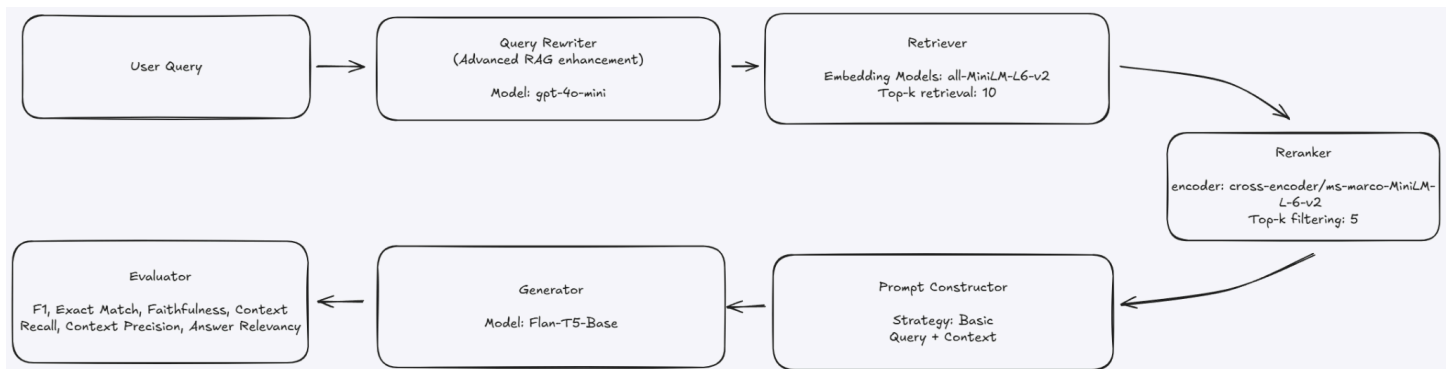 User Query
Query Rewriter
(Advanced RAG enhancement)
Model: gpt-4o-mini
Retriever
Embedding Models: all-MiniLM-L6-v2
Top-k retrieval: 10
Reranker
encoder: cross-encoder/ms-marco-MiniLM-
L-6-v2
Top-k filtering: 5
Prompt Constructor
Strategy: Basic
Query + Context
Generator
Model: Flan-T5-Base
Evaluator
F1, Exact Match, Faithfulness, Context
Recall, Context Precision, Answer Relevancy